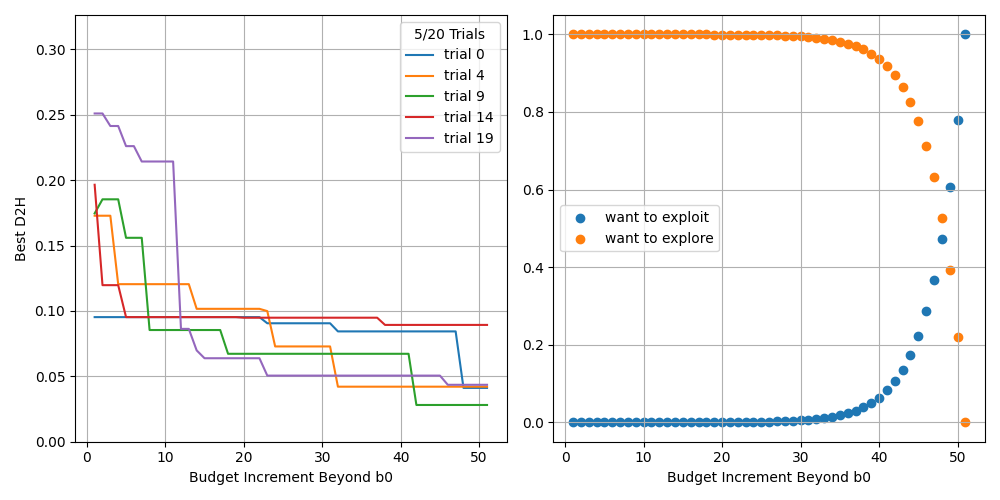 Best D2H
0.30
0.25
0.20
0.15
0.10
0.05
0.00
0 10 20 30 40 50
Budget Increment Beyond b0
5/20 Trials
trial 0
trial 4
trial 9
trial 14
trial 19
1.0
0.8
0.6
0.4
0.2
0.0
want to exploit
want to explore
0 10 20 30 40 50
Budget Increment Beyond b0